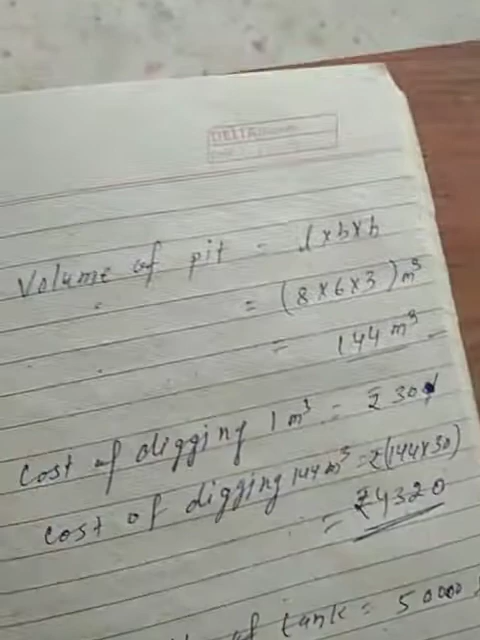 DELTA
Volume of pit = l×b×h
= (8×6×3) m³
= 144 m³
Cost of digging 1 m³ = ₹ 30
Cost of digging 144 m³ = ₹(144×30)
= ₹4320
of tank = 50000